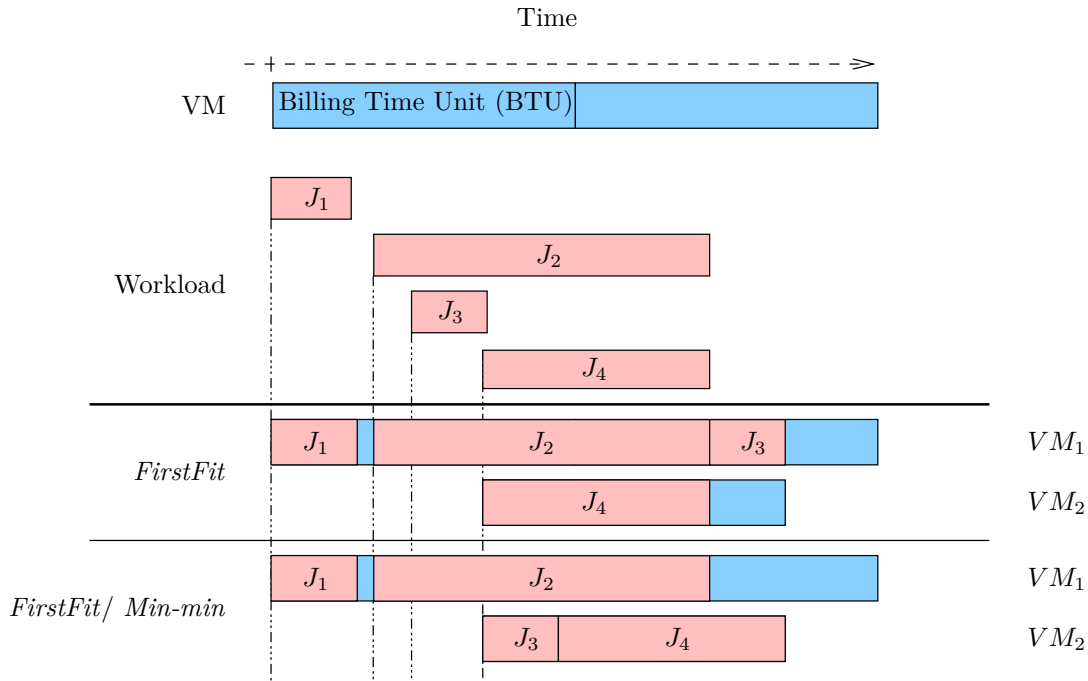 Time
VM
Billing Time Unit (BTU)
J1
J2
Workload
J3
J4
J1 J2 J3 VM1
FirstFit
J4 VM2
J1 J2 VM1
FirstFit/ Min-min
J3 J4 VM2